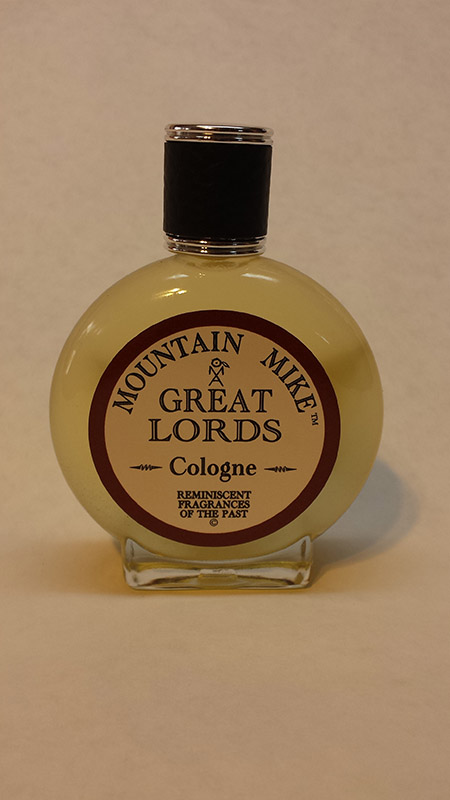 MOUNTAIN MIKE™
GREAT
LORDS
Cologne
REMINISCENT
FRAGRANCES
OF THE PAST
©